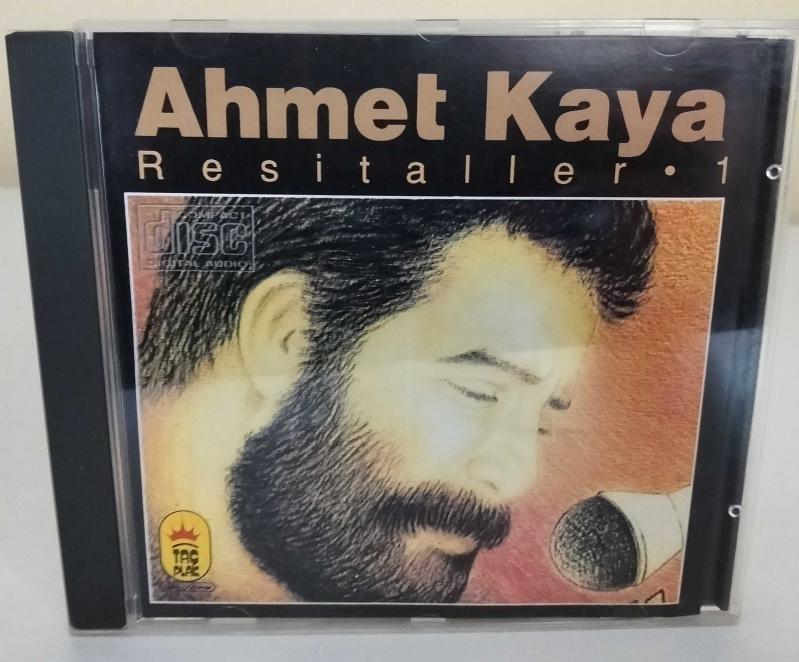 Ahmet Kaya
Resitaller • 1
COMPACT
disc
DIGITAL AUDIO
TAÇ
PLAK